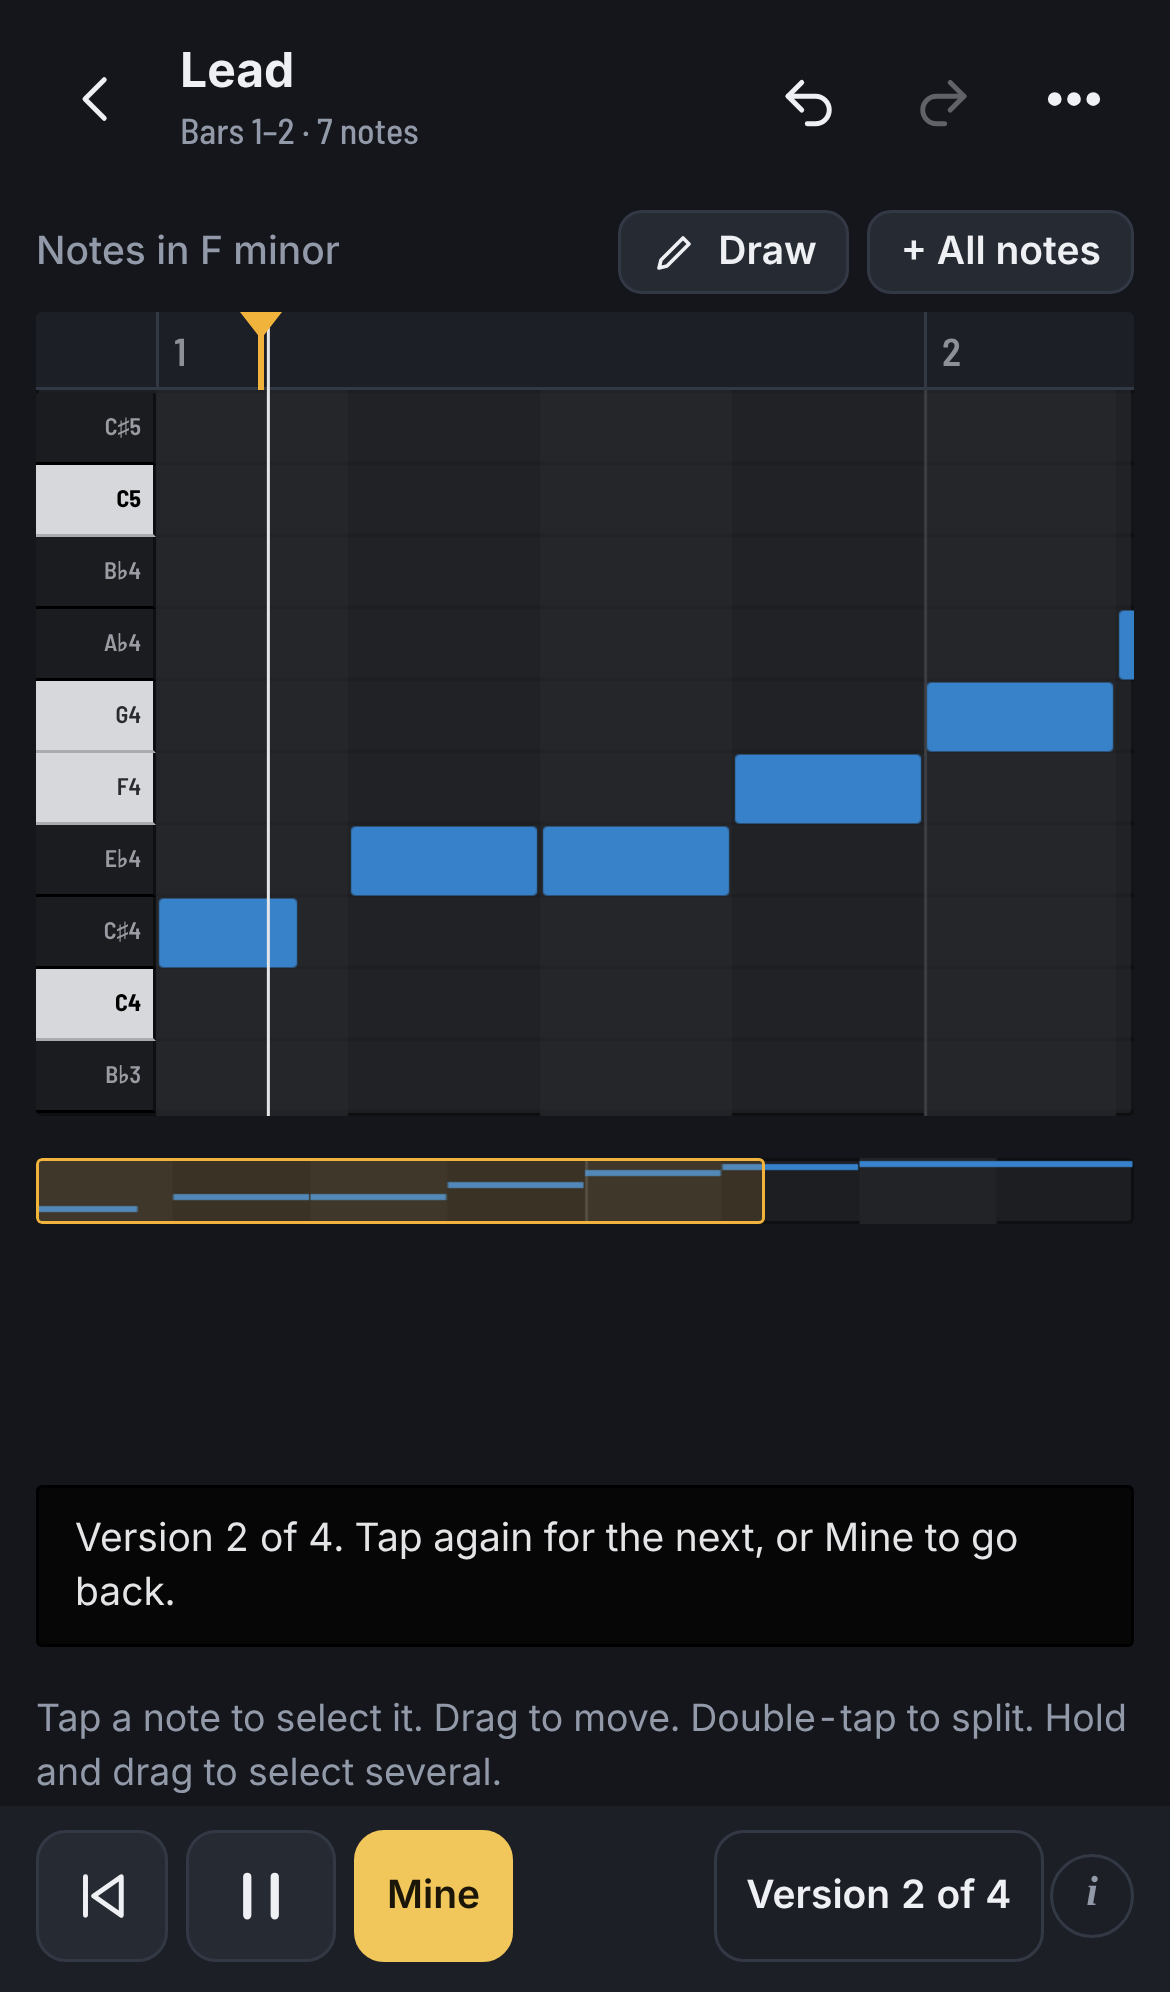 Lead
Bars 1–2 · 7 notes
Notes in F minor
Draw
+ All notes
1
2
C♯5
C5
B♭4
A♭4
G4
F4
E♭4
C♯4
C4
B♭3
Version 2 of 4. Tap again for the next, or Mine to go
back.
Tap a note to select it. Drag to move. Double-tap to split. Hold
and drag to select several.
Mine
Version 2 of 4
i